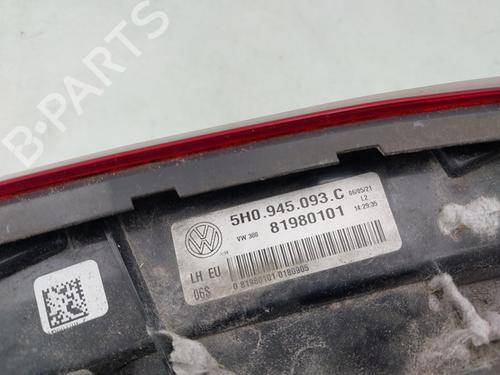 B-PARTS
5H0.945.093.C
06/05/21
VW 380
81980101
L2
14:29:35
LH EU
06S
0 81980101 0180905